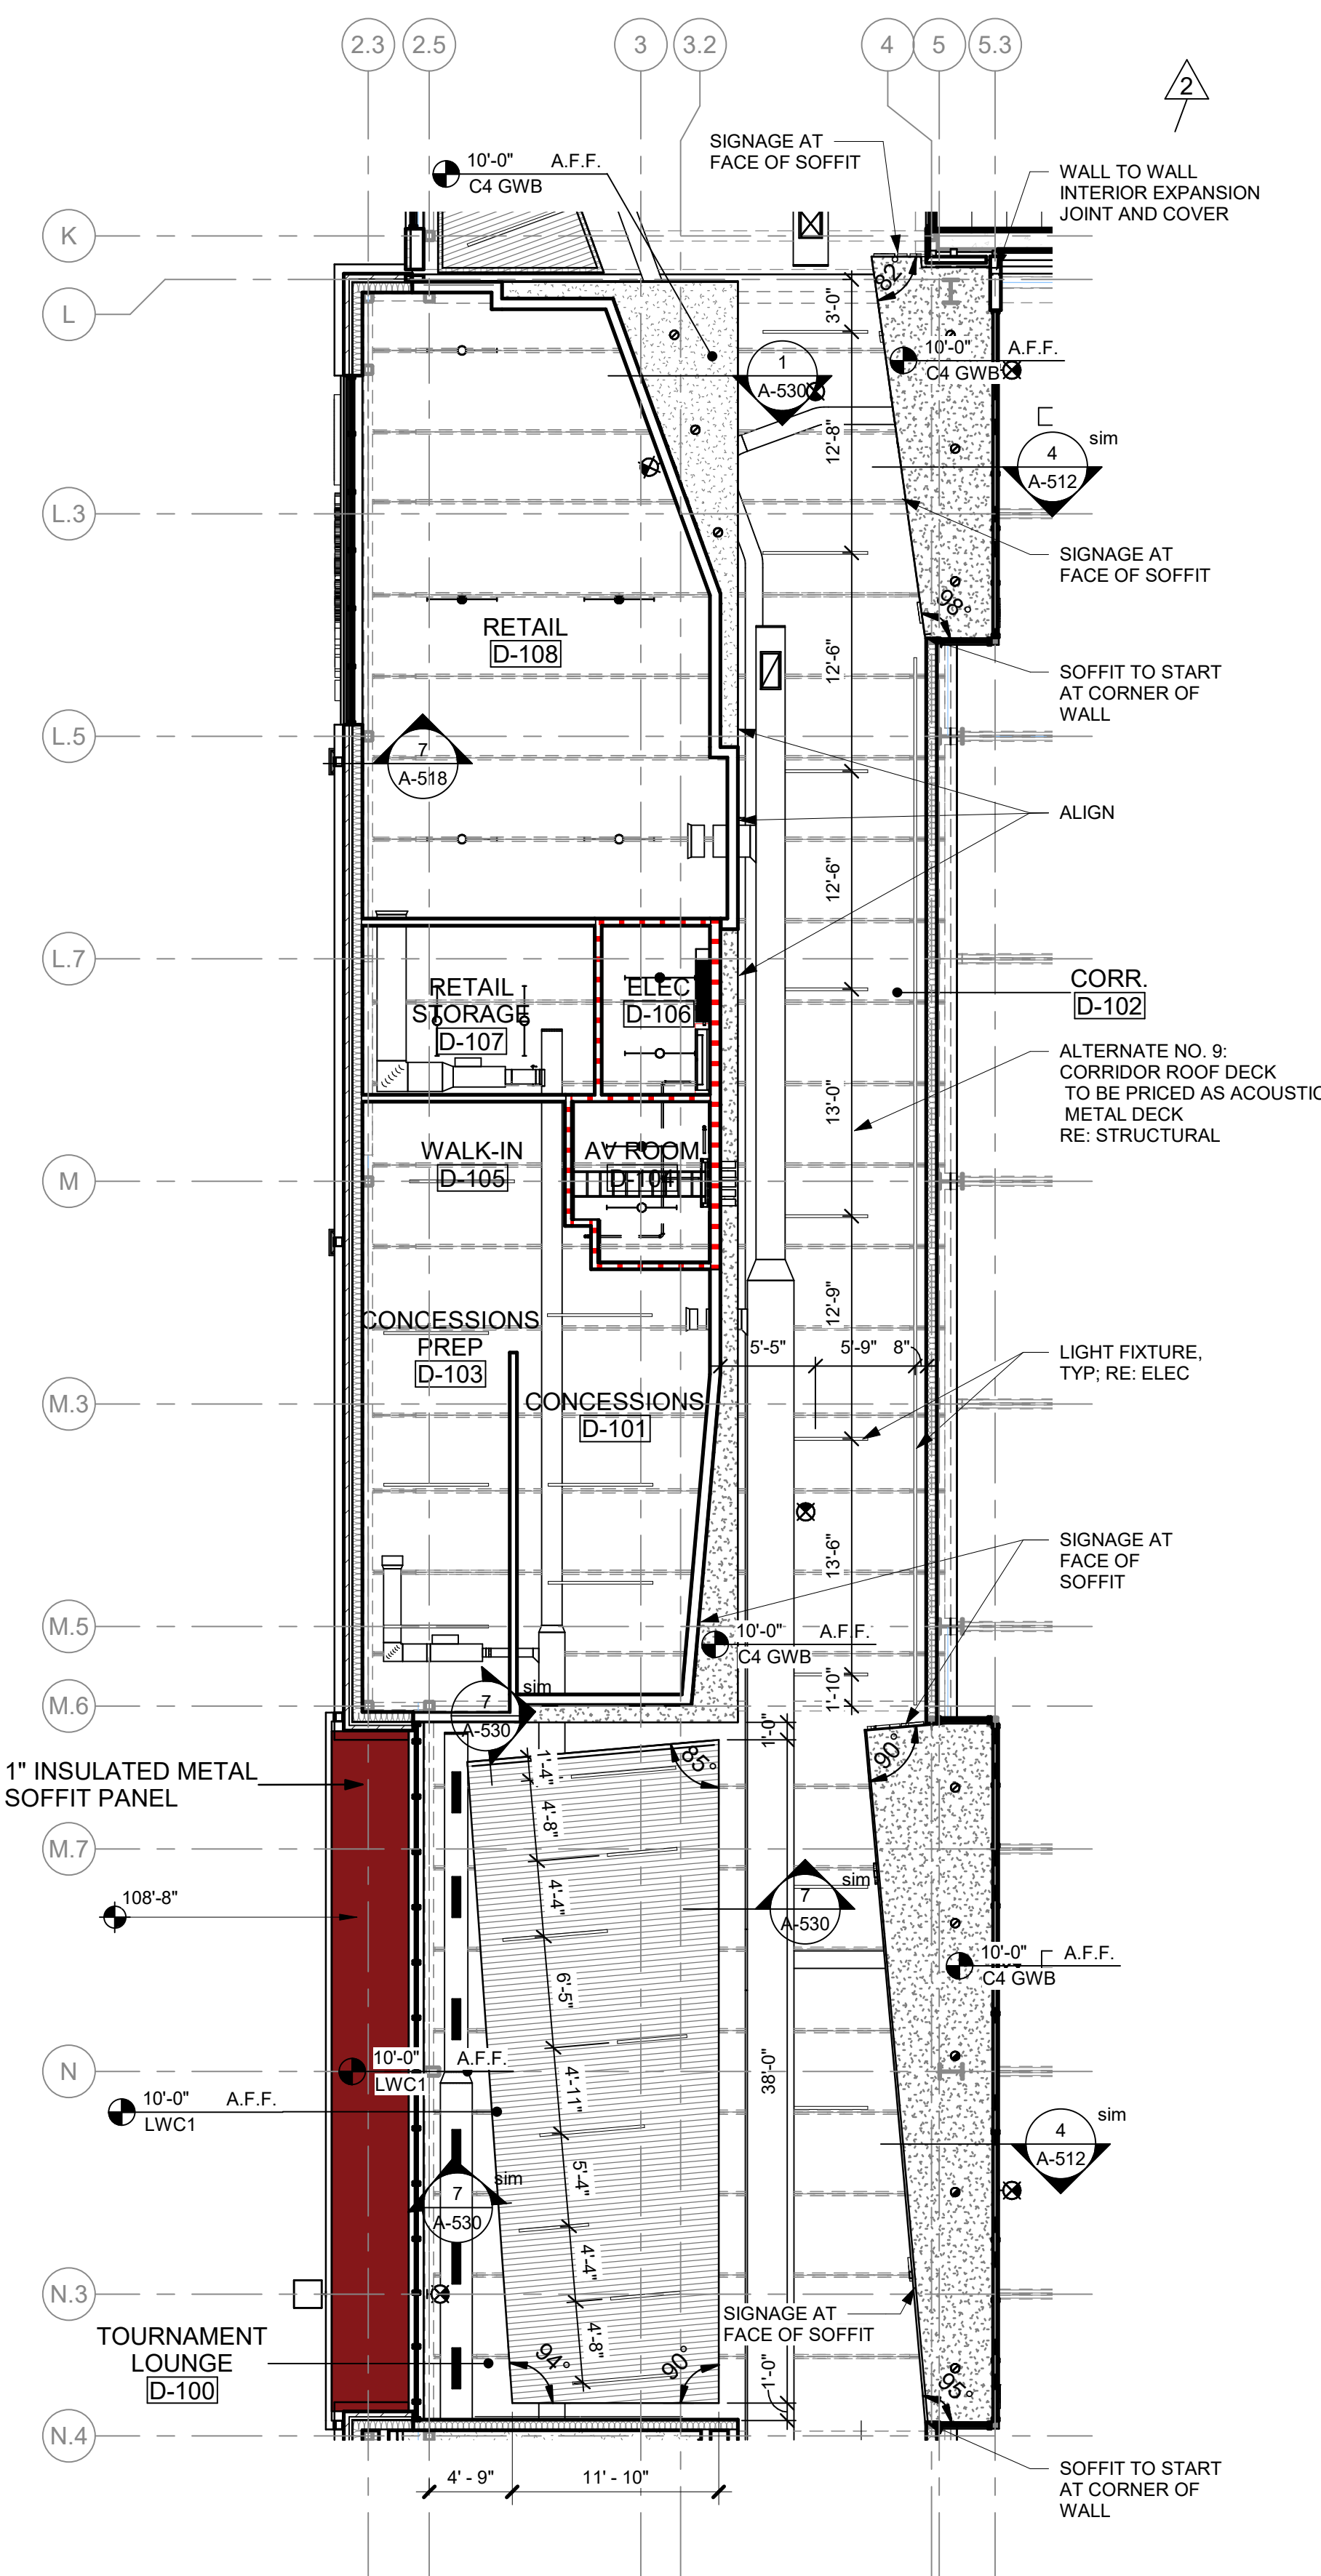 2.3
2.5
3
3.2
4
5
5.3
2
SIGNAGE AT
FACE OF SOFFIT
10'-0" A.F.F.
C4 GWB
WALL TO WALL
INTERIOR EXPANSION
JOINT AND COVER
K
L
82°
3'-0"
10'-0" A.F.F.
C4 GWB
1
A-530
12'-8"
sim
4
A-512
L.3
SIGNAGE AT
FACE OF SOFFIT
98°
RETAIL
D-108
12'-6"
SOFFIT TO START
AT CORNER OF
WALL
L.5
7
A-518
ALIGN
12'-6"
L.7
RETAIL
STORAGE
D-107
ELEC
D-106
CORR.
D-102
ALTERNATE NO. 9:
CORRIDOR ROOF DECK
TO BE PRICED AS ACOUSTIC
METAL DECK
RE: STRUCTURAL
13'-0"
WALK-IN
D-105
AV ROOM
D-104
M
12'-9"
CONCESSIONS
PREP
D-103
5'-5"
5'-9"
8"
LIGHT FIXTURE,
TYP; RE: ELEC
CONCESSIONS
D-101
M.3
SIGNAGE AT
FACE OF
SOFFIT
13'-6"
M.5
10'-0" A.F.F.
C4 GWB
1'-10"
M.6
sim
7
A-530
1'-0"
90°
85°
1" INSULATED METAL
SOFFIT PANEL
1'-4"
4'-8"
M.7
sim
7
A-530
108'-8"
4'-4"
10'-0" A.F.F.
C4 GWB
6'-5"
N
10'-0" A.F.F.
LWC1
38'-0"
10'-0" A.F.F.
LWC1
4'-11"
sim
4
A-512
5'-4"
sim
7
A-530
4'-4"
N.3
SIGNAGE AT
FACE OF SOFFIT
TOURNAMENT
LOUNGE
D-100
4'-8"
94°
90°
1'-0"
95°
N.4
SOFFIT TO START
AT CORNER OF
WALL
4' - 9"
11' - 10"